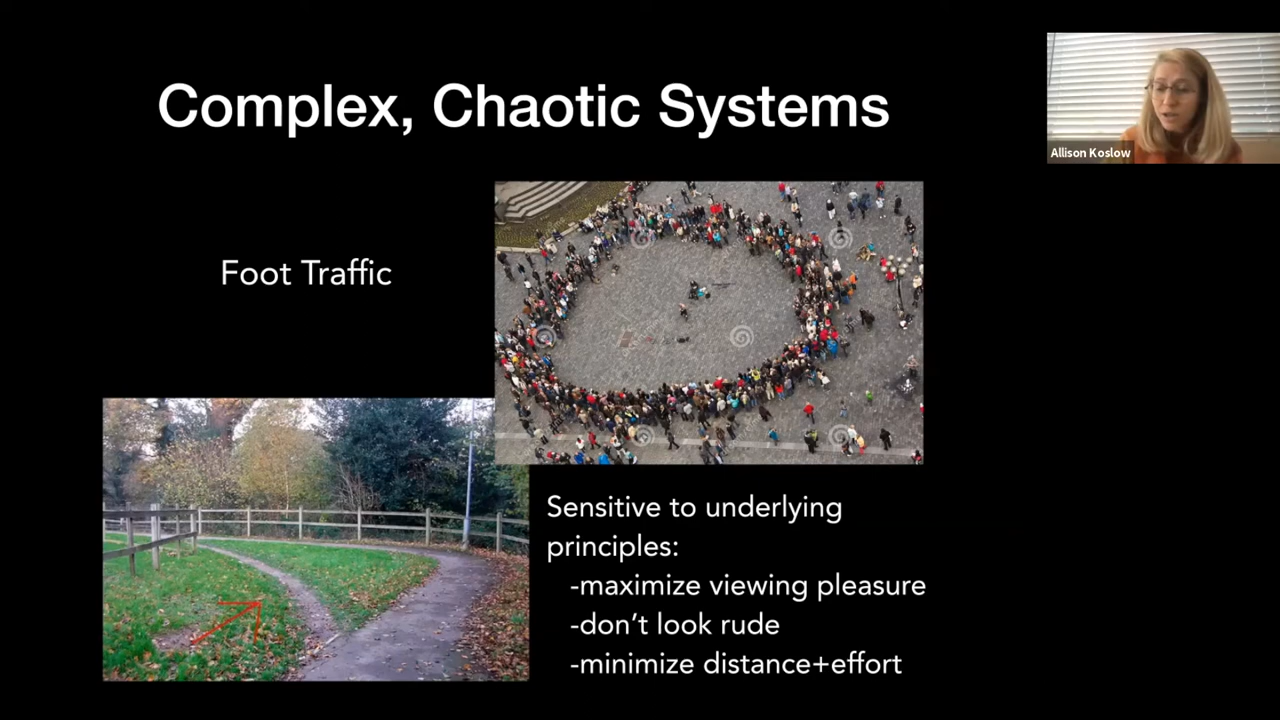 Complex, Chaotic Systems
Allison Koslow
Foot Traffic
Sensitive to underlying
principles:
-maximize viewing pleasure
-don’t look rude
-minimize distance+effort